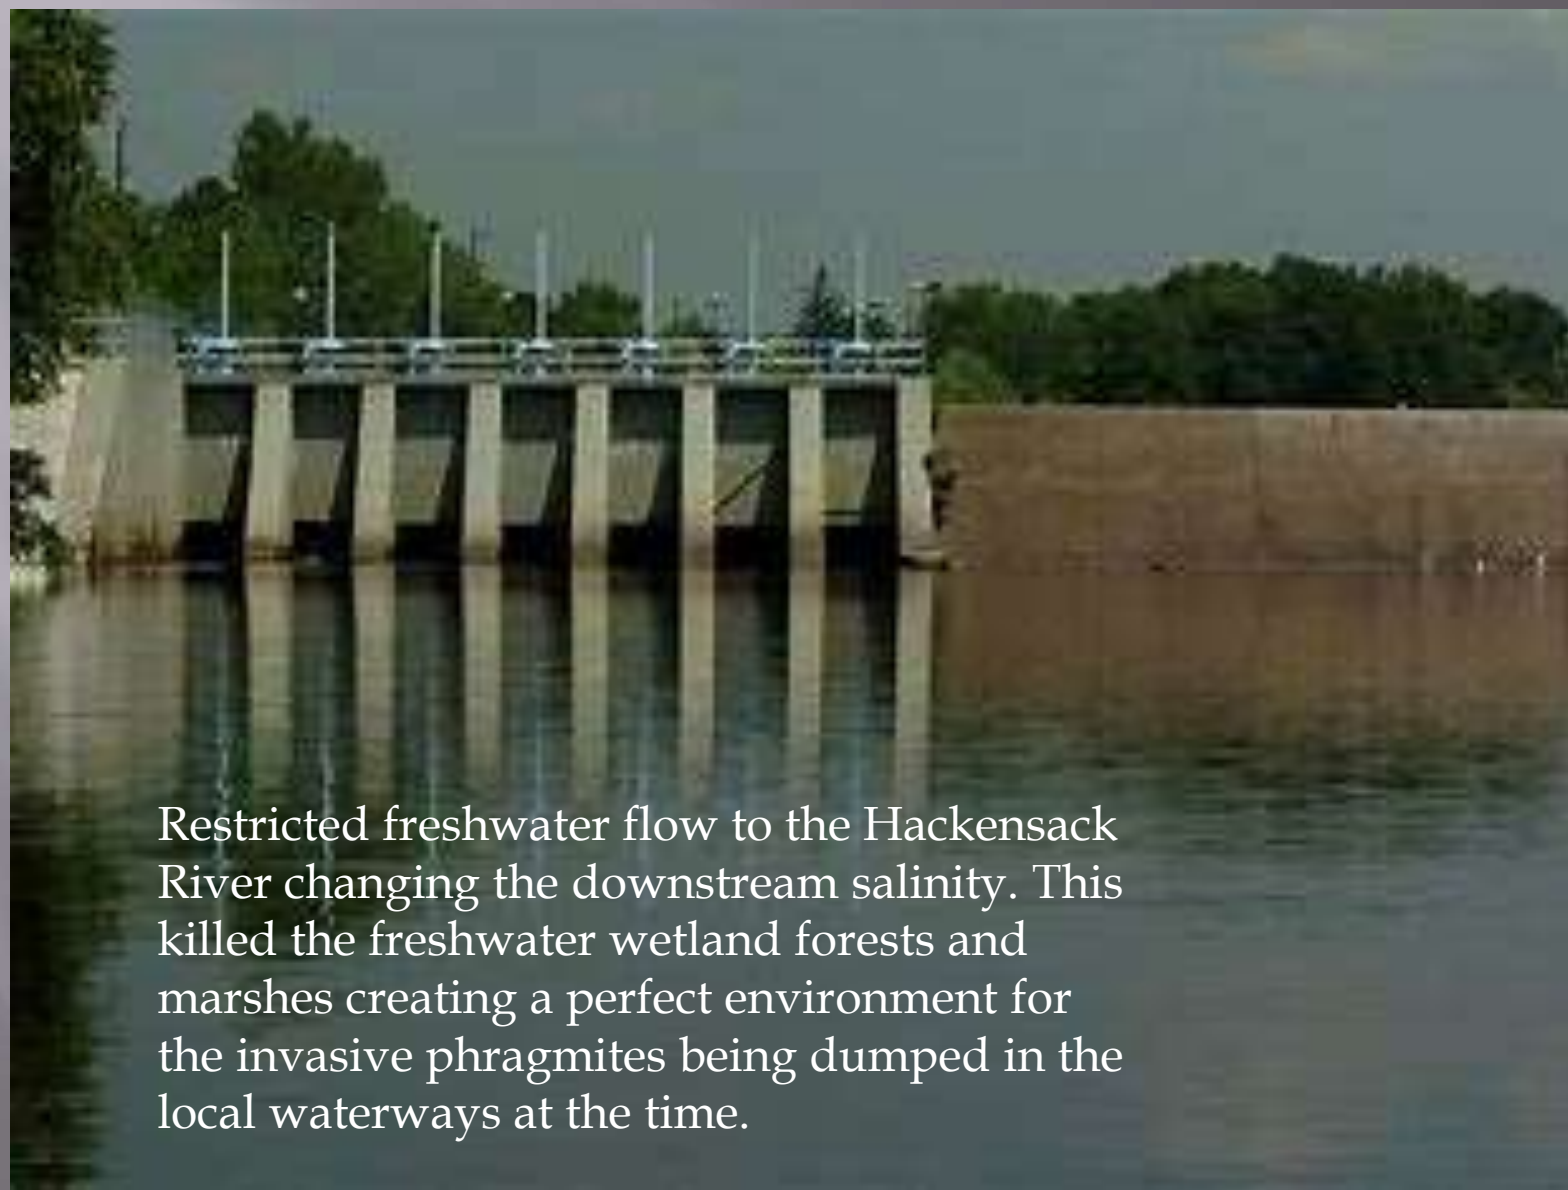 Restricted freshwater flow to the Hackensack
River changing the downstream salinity. This
killed the freshwater wetland forests and
marshes creating a perfect environment for
the invasive phragmites being dumped in the
local waterways at the time.